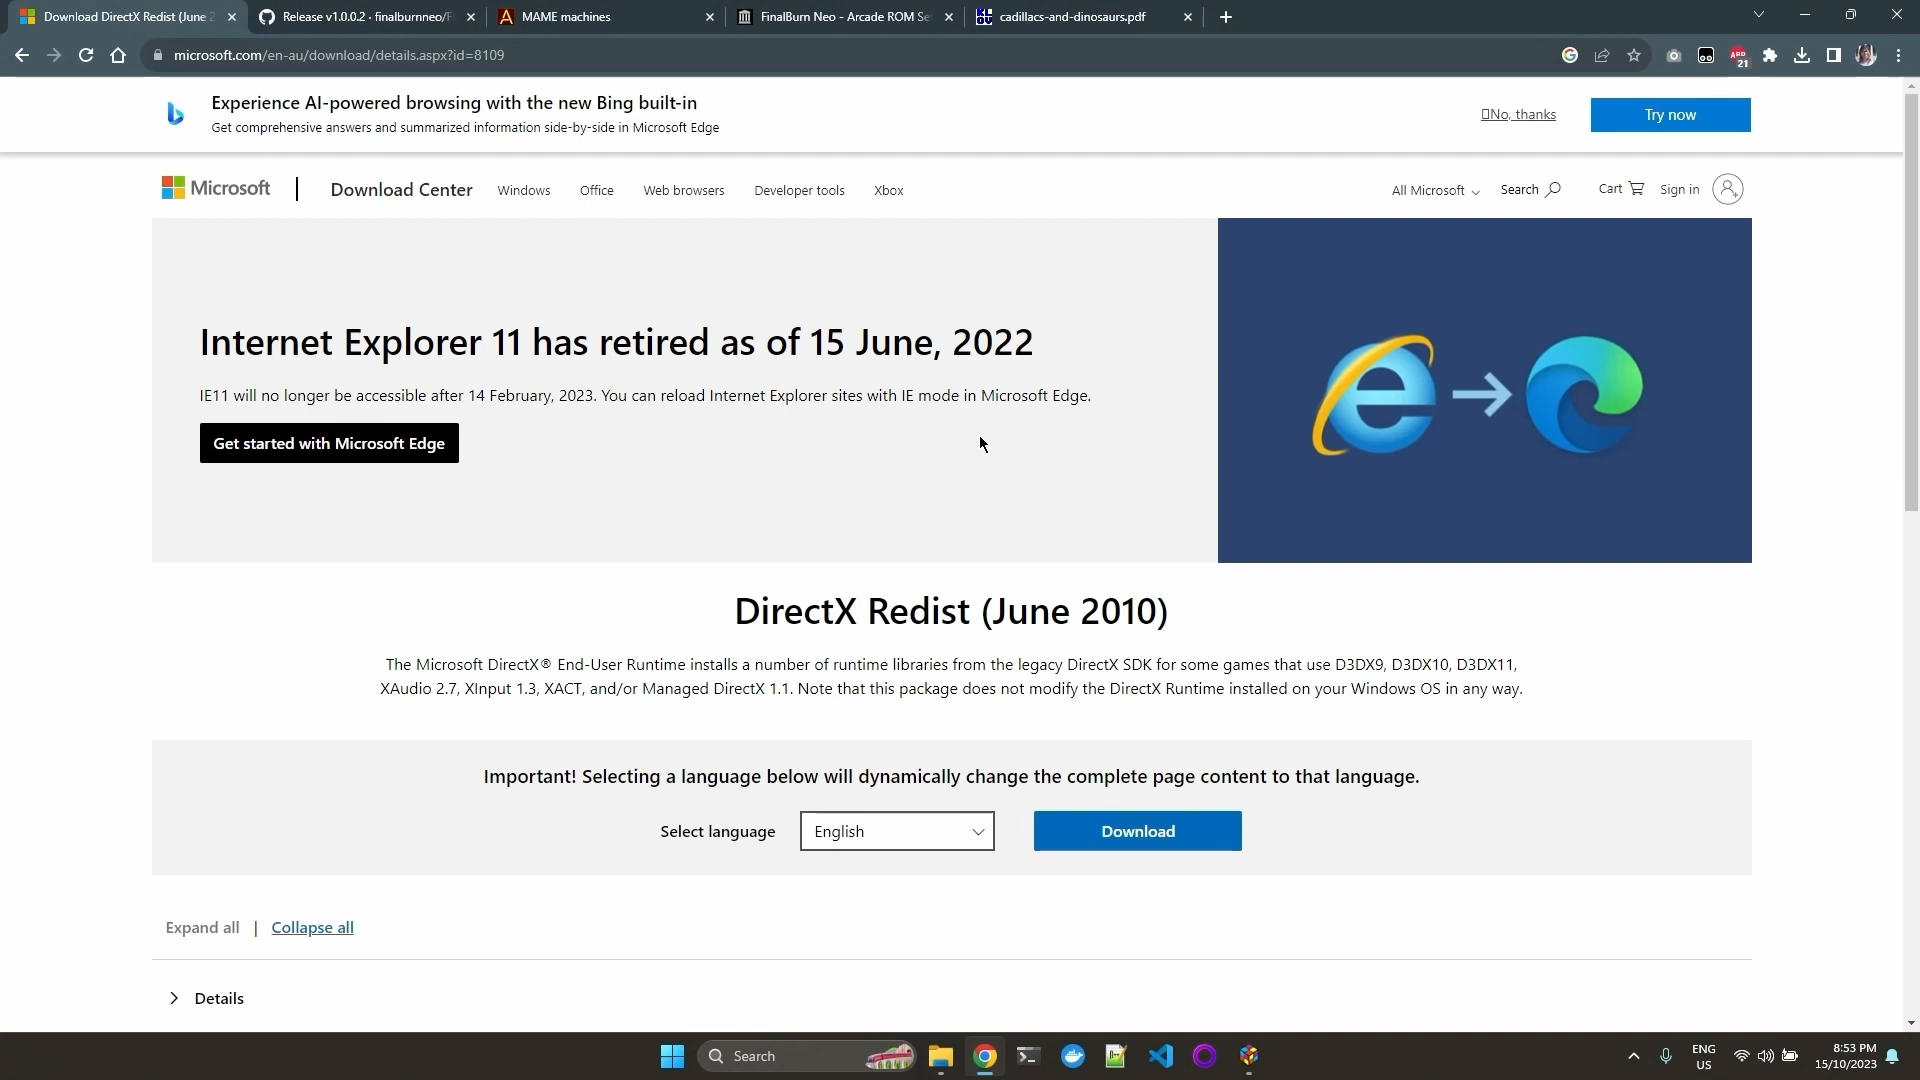 Download DirectX Redist (June 2
Release v1.0.0.2 · finalburnneo/F
MAME machines
FinalBurn Neo - Arcade ROM Se
cadillacs-and-dinosaurs.pdf
microsoft.com/en-au/download/details.aspx?id=8109
ABP
21
Experience AI-powered browsing with the new Bing built-in
Get comprehensive answers and summarized information side-by-side in Microsoft Edge
No, thanks
Try now
Microsoft
Download Center
Windows
Office
Web browsers
Developer tools
Xbox
All Microsoft
Search
Cart
Sign in
Internet Explorer 11 has retired as of 15 June, 2022
IE11 will no longer be accessible after 14 February, 2023. You can reload Internet Explorer sites with IE mode in Microsoft Edge.
Get started with Microsoft Edge
DirectX Redist (June 2010)
The Microsoft DirectX® End-User Runtime installs a number of runtime libraries from the legacy DirectX SDK for some games that use D3DX9, D3DX10, D3DX11,
XAudio 2.7, XInput 1.3, XACT, and/or Managed DirectX 1.1. Note that this package does not modify the DirectX Runtime installed on your Windows OS in any way.
Important! Selecting a language below will dynamically change the complete page content to that language.
Select language
English
Download
Expand all | Collapse all
Details
Search
ENG
US
8:53 PM
15/10/2023